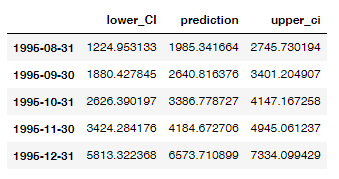 lower_CI prediction upper_ci
1995-08-31 1224.953133 1985.341664 2745.730194
1995-09-30 1880.427845 2640.816376 3401.204907
1995-10-31 2626.390197 3386.778727 4147.167258
1995-11-30 3424.284176 4184.672706 4945.061237
1995-12-31 5813.322368 6573.710899 7334.099429